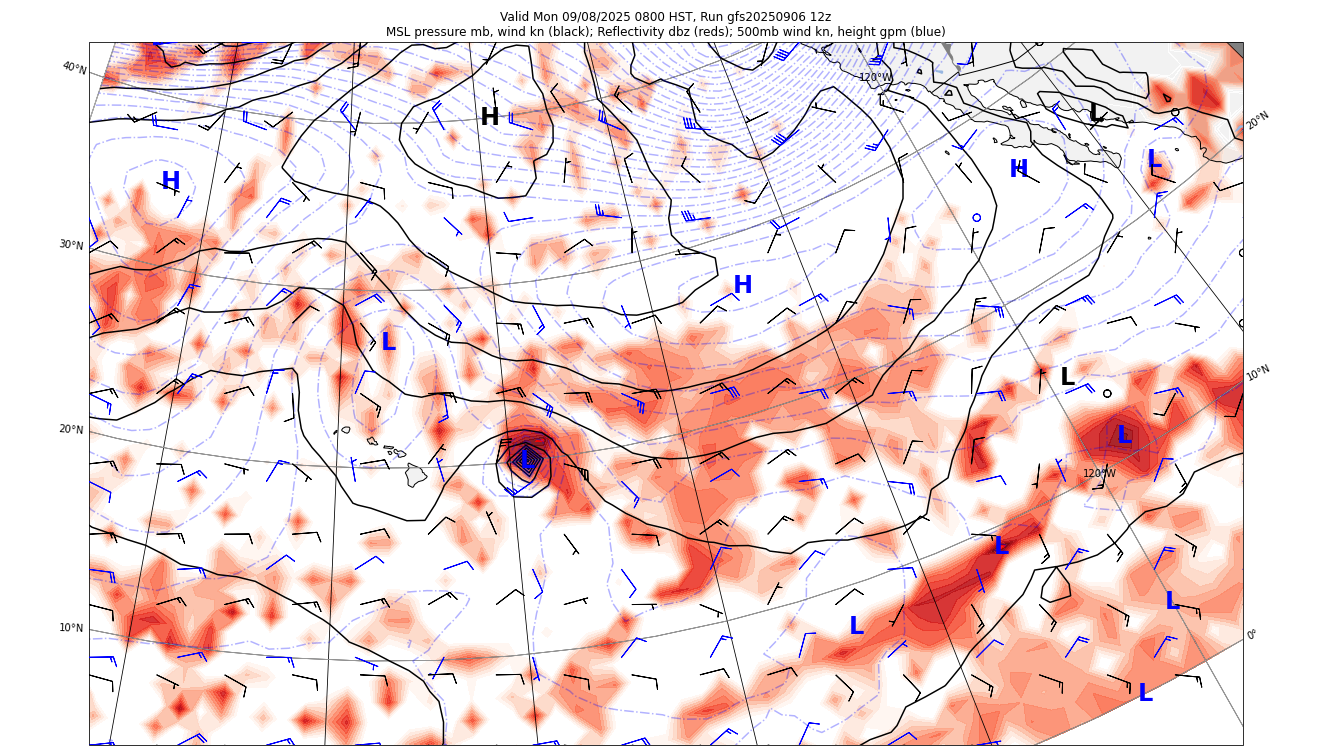 Valid Mon 09/08/2025 0800 HST, Run gfs20250906 12z
MSL pressure mb, wind kn (black); Reflectivity dbz (reds); 500mb wind kn, height gpm (blue)
40°N
120°W
H
L
20°N
L
H
H
30°N
H
L
L
10°N
20°N
L
L
120°W
L
L
10°N
L
0°
L